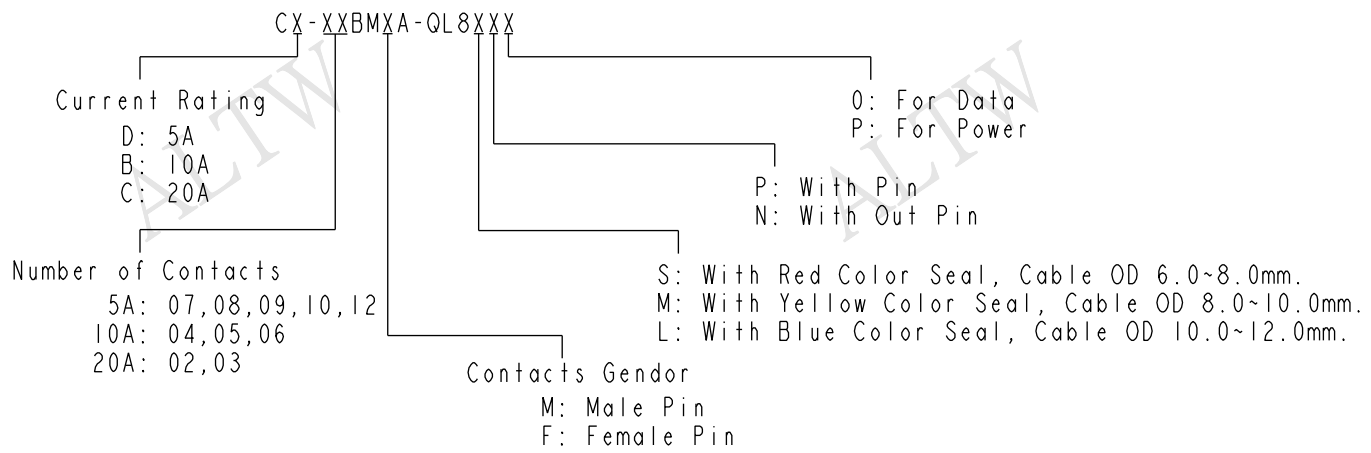 CX-XXBMXA-QL8XXX
Current Rating
D: 5A
B: 10A
C: 20A
Number of Contacts
5A: 07,08,09,10,12
10A: 04,05,06
20A: 02,03
Contacts Gendor
M: Male Pin
F: Female Pin
O: For Data
P: For Power
P: With Pin
N: With Out Pin
S: With Red Color Seal, Cable OD 6.0~8.0mm.
M: With Yellow Color Seal, Cable OD 8.0~10.0mm.
L: With Blue Color Seal, Cable OD 10.0~12.0mm.
ALTW
ALTW